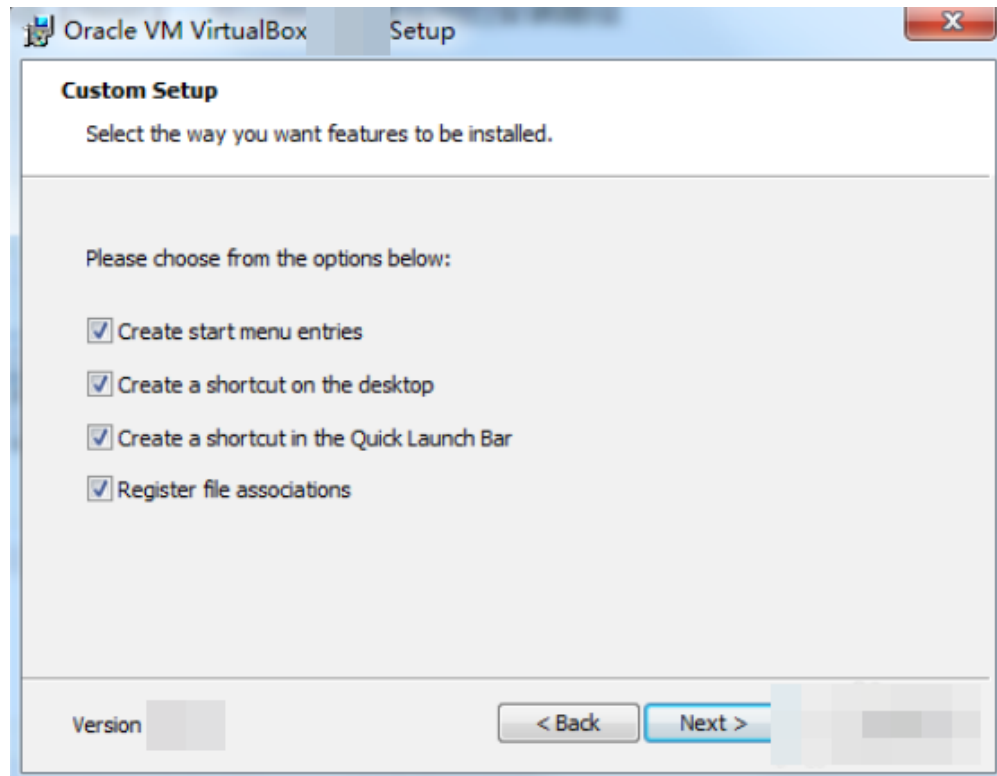 Oracle VM VirtualBox Setup
Custom Setup
Select the way you want features to be installed.
Please choose from the options below:
Create start menu entries
Create a shortcut on the desktop
Create a shortcut in the Quick Launch Bar
Register file associations
Version
< Back
Next >